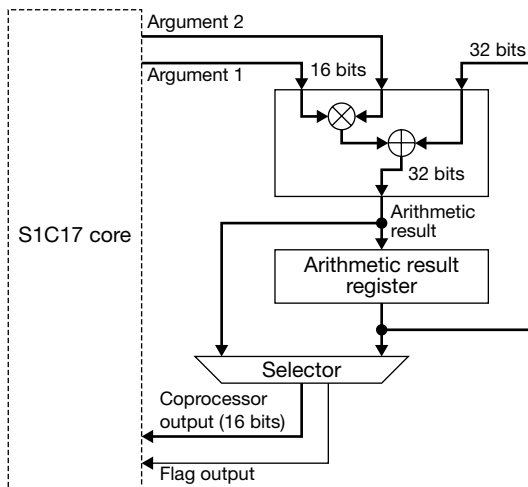 Argument 2
Argument 1
16 bits
32 bits
32 bits
Arithmetic
result
S1C17 core
Arithmetic result
register
Selector
Coprocessor
output (16 bits)
Flag output